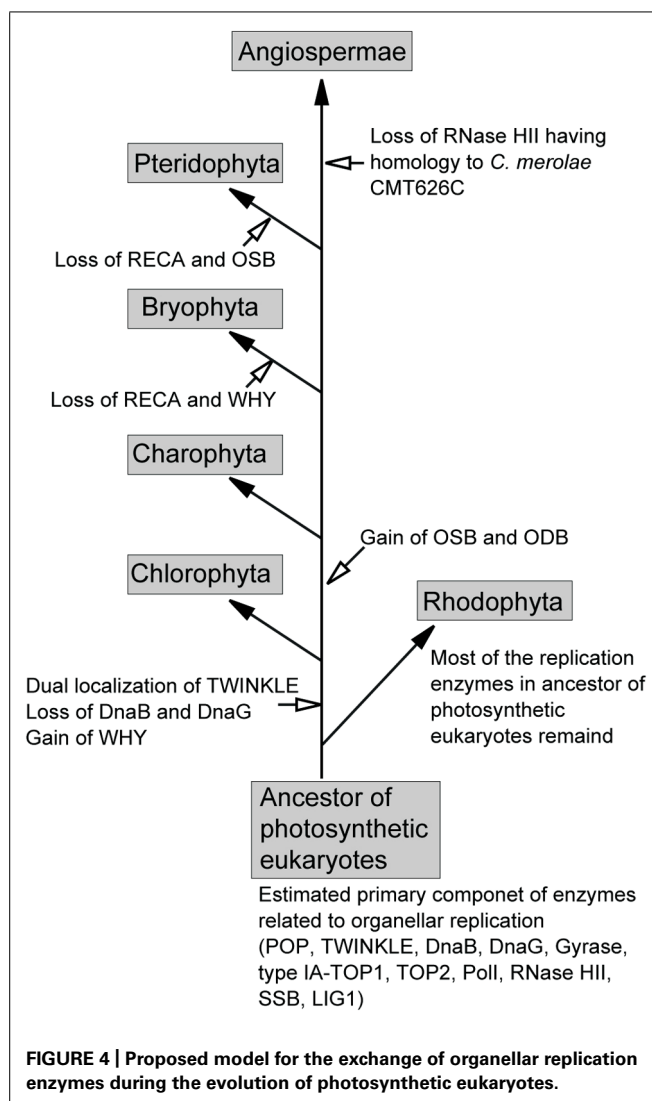 Angiospermae
Loss of RNase HII having
homology to C. merolae
CMT626C
Pteridophyta
Loss of RECA and OSB
Bryophyta
Loss of RECA and WHY
Charophyta
Gain of OSB and ODB
Chlorophyta
Rhodophyta
Most of the replication
enzymes in ancestor of
photosynthetic
eukaryotes remaind
Dual localization of TWINKLE
Loss of DnaB and DnaG
Gain of WHY
Ancestor of
photosynthetic
eukaryotes
Estimated primary componet of enzymes
related to organellar replication
(POP, TWINKLE, DnaB, DnaG, Gyrase,
type IA-TOP1, TOP2, PolI, RNase HII,
SSB, LIG1)
FIGURE 4 | Proposed model for the exchange of organellar replication
enzymes during the evolution of photosynthetic eukaryotes.